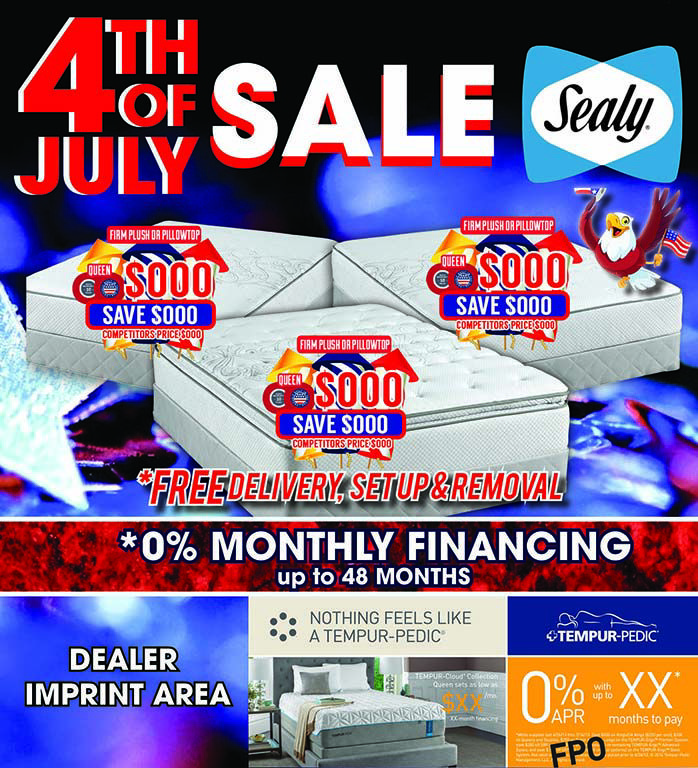 4TH
OF
JULY
SALE
Sealy®
FIRM PLUSH OR PILLOWTOP
QUEEN
$000
SAVE $000
COMPETITORS PRICE $000
FIRM PLUSH OR PILLOWTOP
QUEEN
$000
SAVE $000
COMPETITORS PRICE $000
FIRM PLUSH OR PILLOWTOP
QUEEN
$000
SAVE $000
COMPETITORS PRICE $000
*FREE DELIVERY, SETUP & REMOVAL
*0% MONTHLY FINANCING
up to 48 MONTHS
DEALER
IMPRINT AREA
NOTHING FEELS LIKE
A TEMPUR-PEDIC®
TEMPUR-Cloud® Collection
Queen sets as low as
$XX/mo.
XX-month financing
TEMPUR-PEDIC®
0%
APR
with
up to
XX*
months to pay
FPO